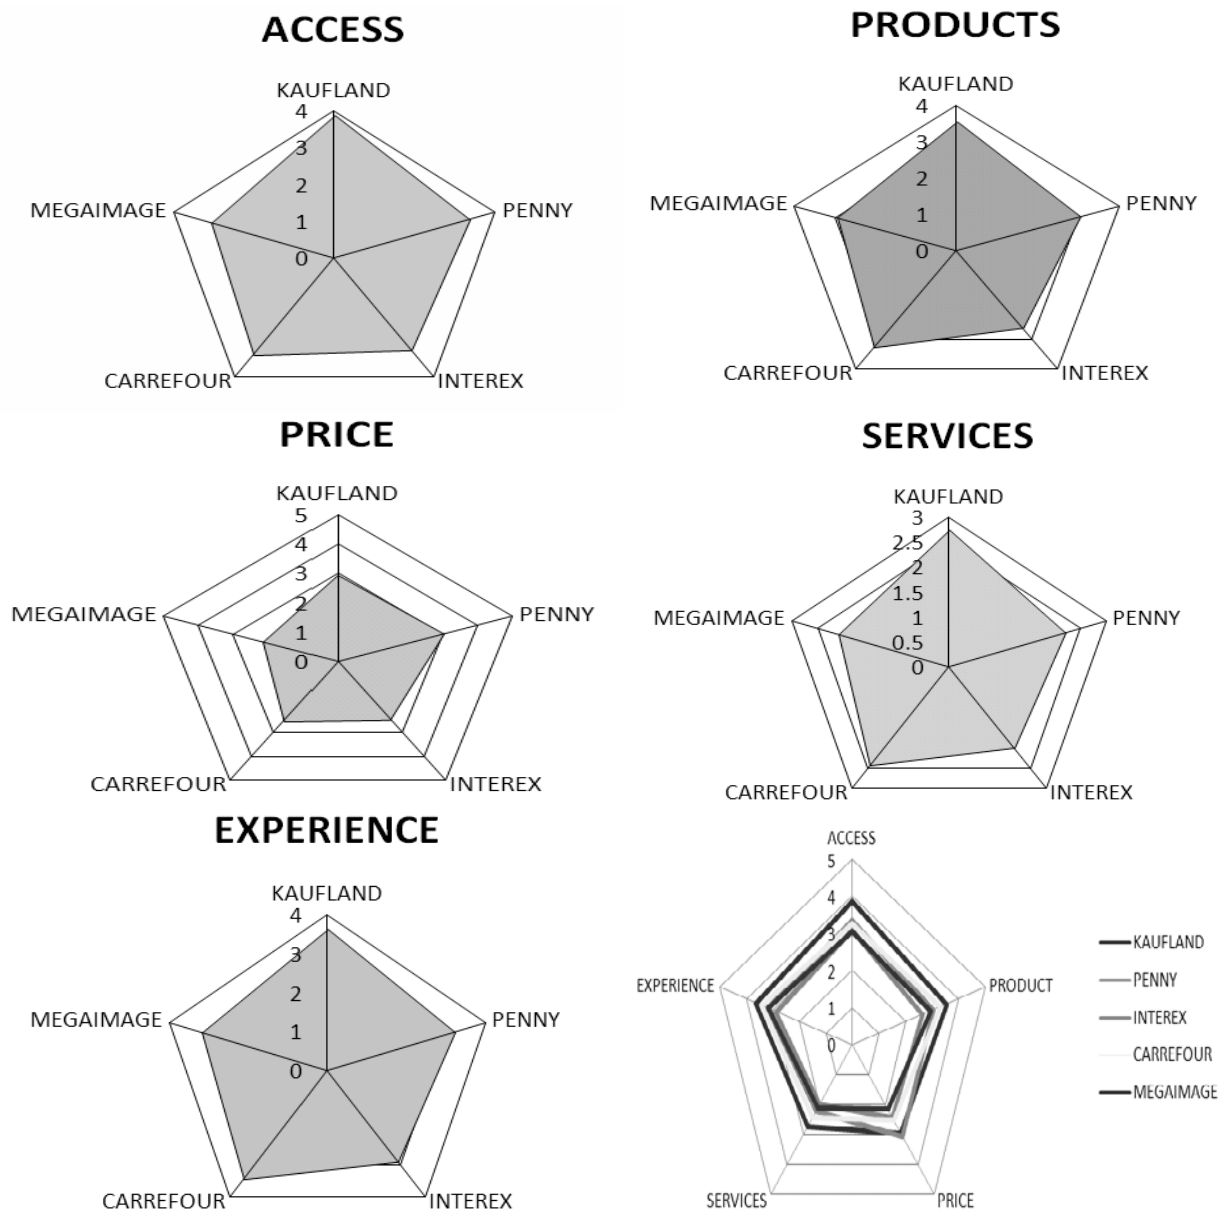 ACCESS
KAUFLAND
4
3
2
1
0
MEGAIMAGE
PENNY
CARREFOUR
INTEREX
PRODUCTS
KAUFLAND
4
3
2
1
0
MEGAIMAGE
PENNY
CARREFOUR
INTEREX
PRICE
KAUFLAND
5
4
3
2
1
0
MEGAIMAGE
PENNY
CARREFOUR
INTEREX
SERVICES
KAUFLAND
3
2.5
2
1.5
1
0.5
0
MEGAIMAGE
PENNY
CARREFOUR
INTEREX
EXPERIENCE
KAUFLAND
4
3
2
1
0
MEGAIMAGE
PENNY
CARREFOUR
INTEREX
ACCESS
5
4
3
2
1
0
EXPERIENCE
PRODUCT
SERVICES
PRICE
KAUFLAND
PENNY
INTEREX
CARREFOUR
MEGAIMAGE